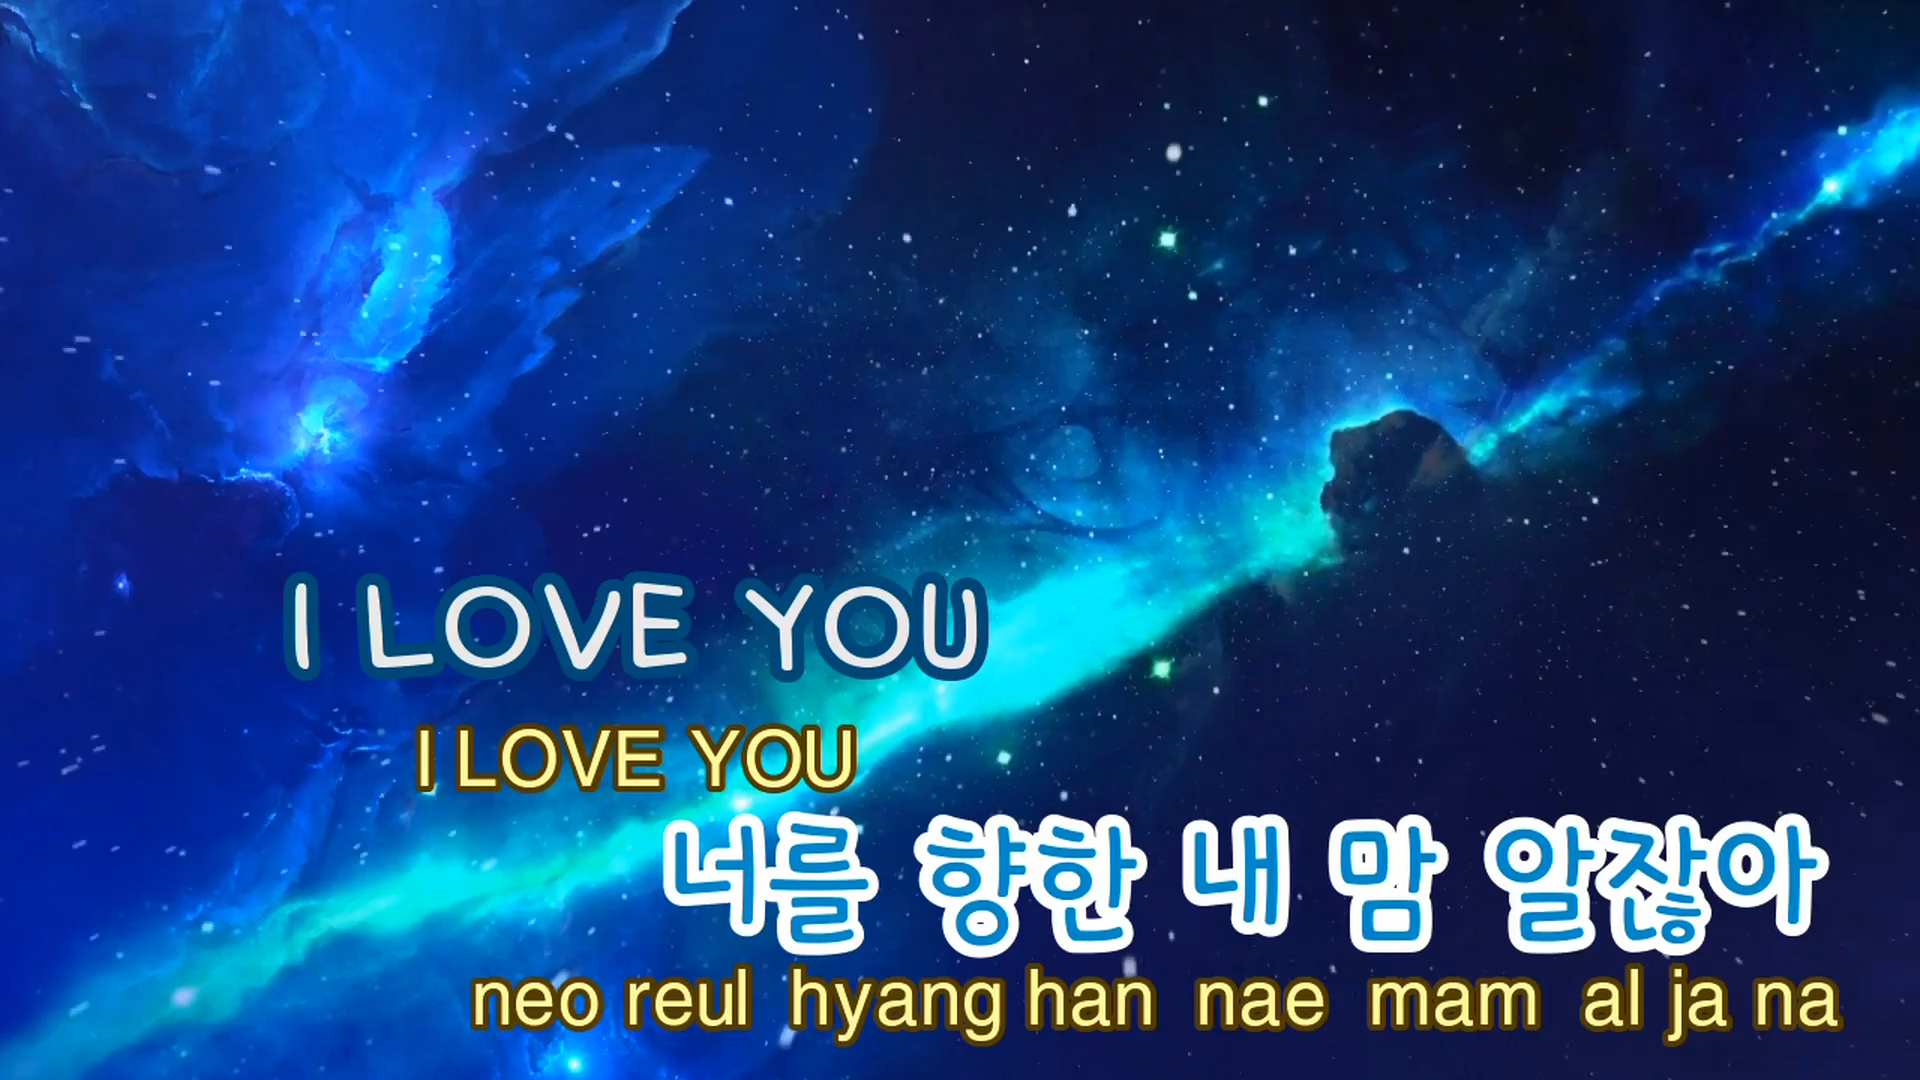 I LOVE YOU
I LOVE YOU
너를 향한 내 맘 알잖아
neo reul hyang han nae mam al ja na